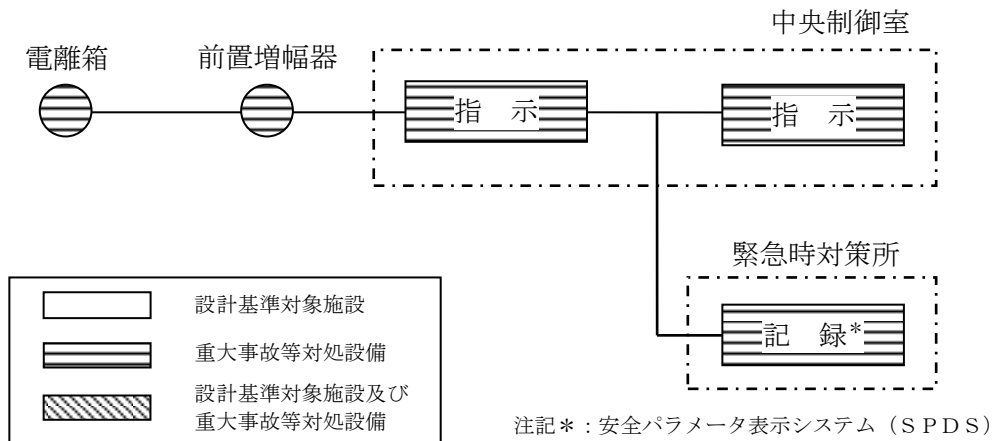 中央制御室
電離箱
前置増幅器
指 示
指 示
緊急時対策所
記 録*
設計基準対象施設
重大事故等対処設備
設計基準対象施設及び
重大事故等対処設備
注記*:安全パラメータ表示システム(SPDS)